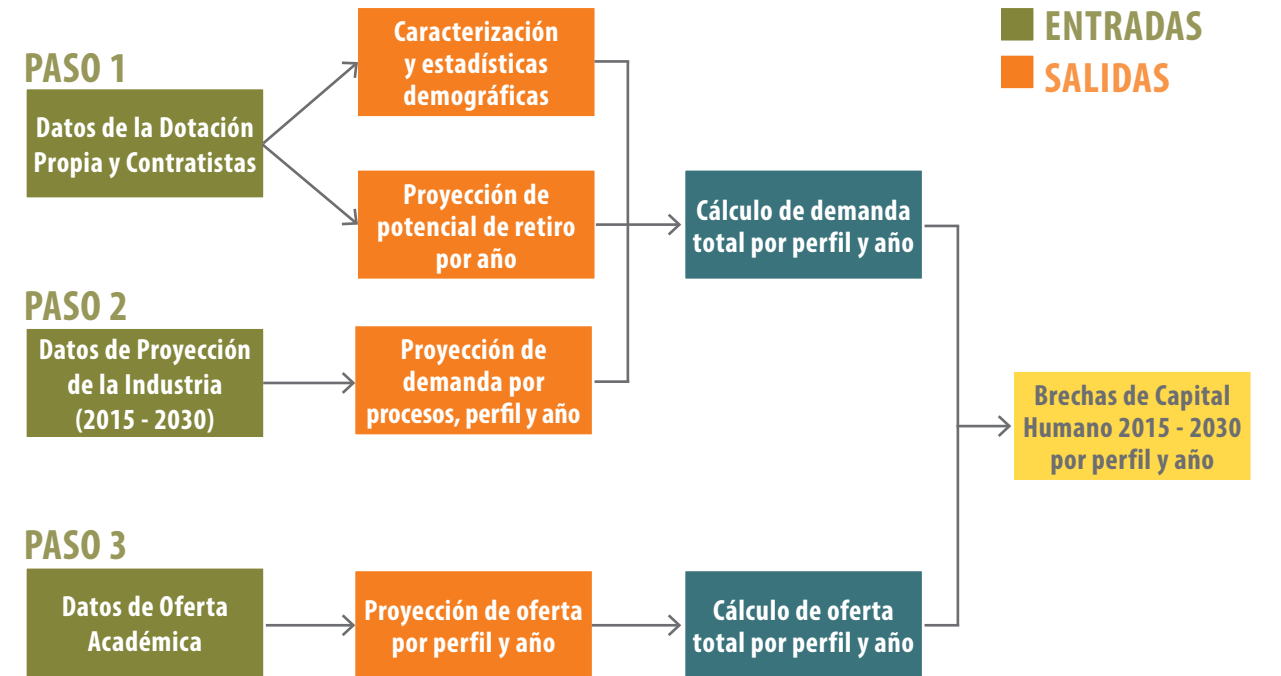 ENTRADAS
SALIDAS
PASO 1
Datos de la Dotación
Propia y Contratistas
Caracterización
y estadísticas
demográficas
Proyección de
potencial de retiro
por año
Cálculo de demanda
total por perfil y año
PASO 2
Datos de Proyección
de la Industria
(2015 - 2030)
Proyección de
demanda por
procesos, perfil y año
Brechas de Capital
Humano 2015 - 2030
por perfil y año
PASO 3
Datos de Oferta
Académica
Proyección de oferta
por perfil y año
Cálculo de oferta
total por perfil y año